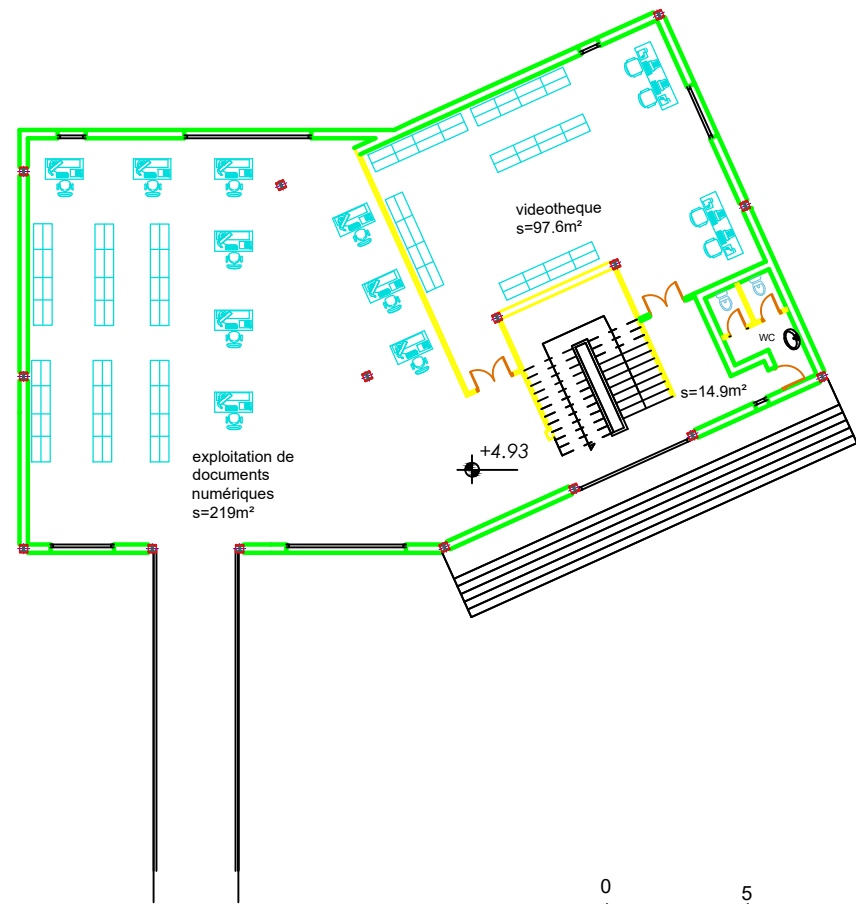 videotheque
s=97.6m²
WC
s=14.9m²
+4.93
exploitation de
documents
numériques
s=219m²
0
5